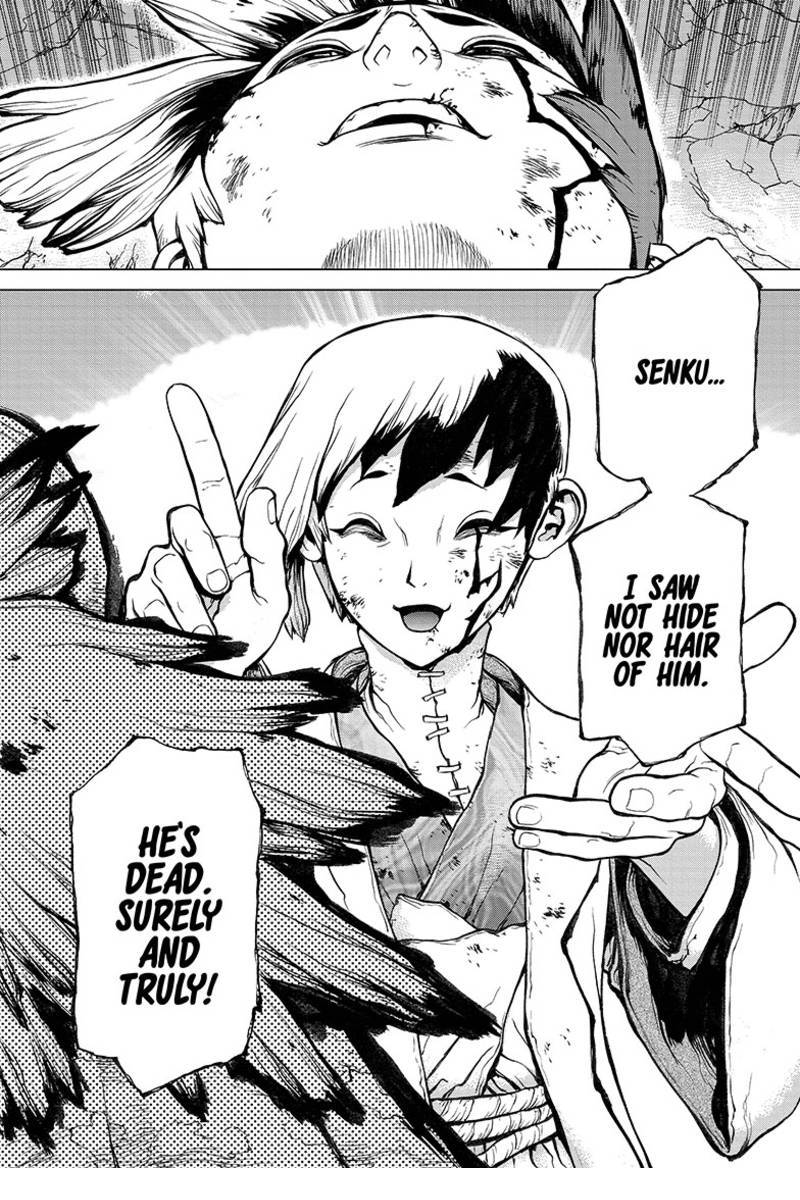 SENKU...
I SAW
NOT HIDE
NOR HAIR
OF HIM.
HE'S
DEAD.
SURELY
AND
TRULY!